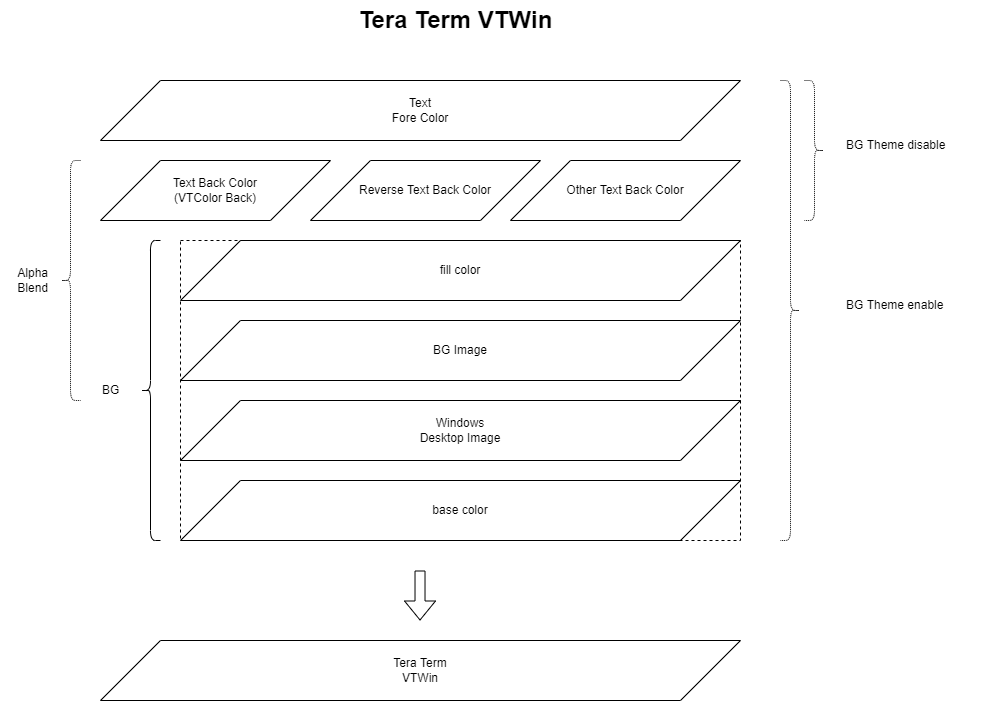 Tera Term VTWin
Text
Fore Color
BG Theme disable
Text Back Color
(VTColor Back)
Reverse Text Back Color
Other Text Back Color
Alpha
Blend
fill color
BG Theme enable
BG Image
BG
Windows
Desktop Image
base color
Tera Term
VTWin